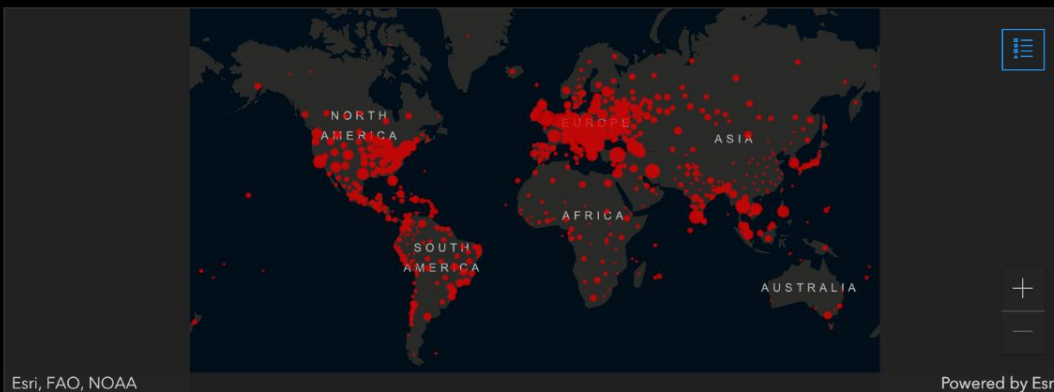 NORTH
AMERICA
EUROPE
ASIA
AFRICA
SOUTH
AMERICA
AUSTRALIA
Esri, FAO, NOAA
Powered by Esr